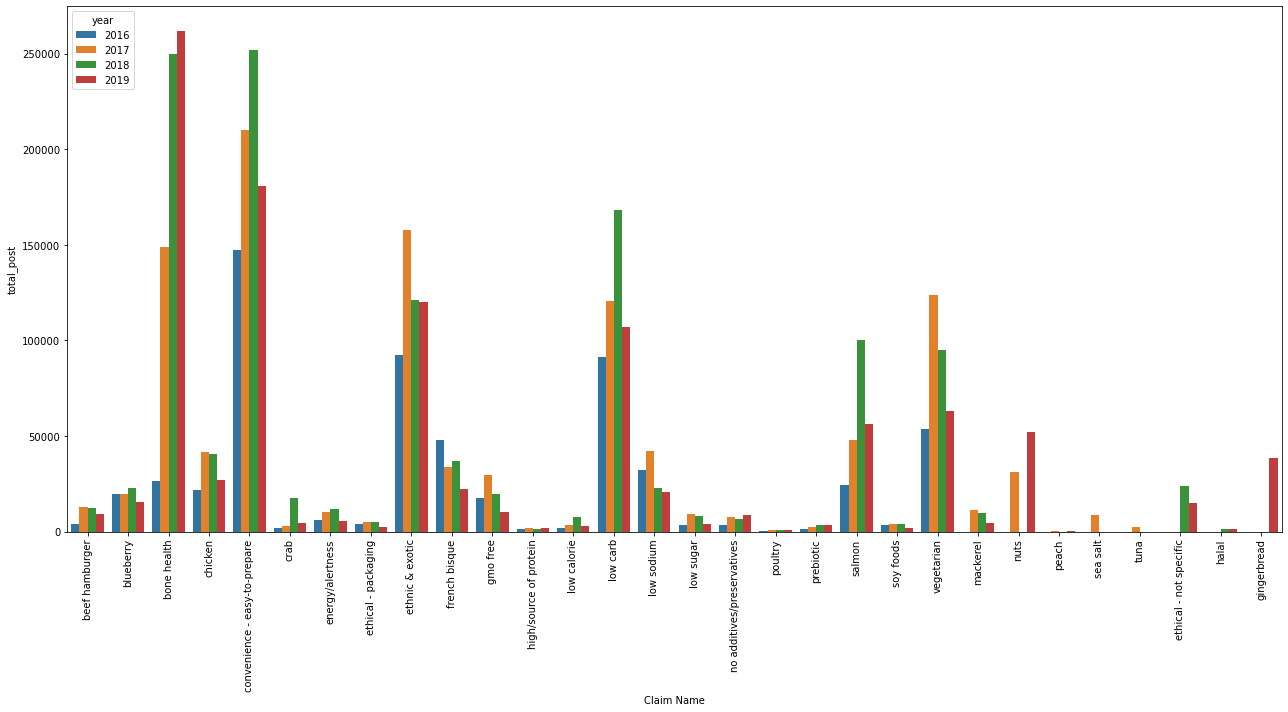 year
2016
2017
2018
2019
250000
200000
150000
100000
50000
0
total_post
beef hamburger
blueberry
bone health
chicken
convenience - easy-to-prepare
crab
energy/alertness
ethical - packaging
ethnic & exotic
french bisque
gmo free
high/source of protein
low calorie
low carb
low sodium
low sugar
no additives/preservatives
poultry
prebiotic
salmon
soy foods
vegetarian
mackerel
nuts
peach
sea salt
tuna
ethical - not specific
halal
gingerbread
Claim Name